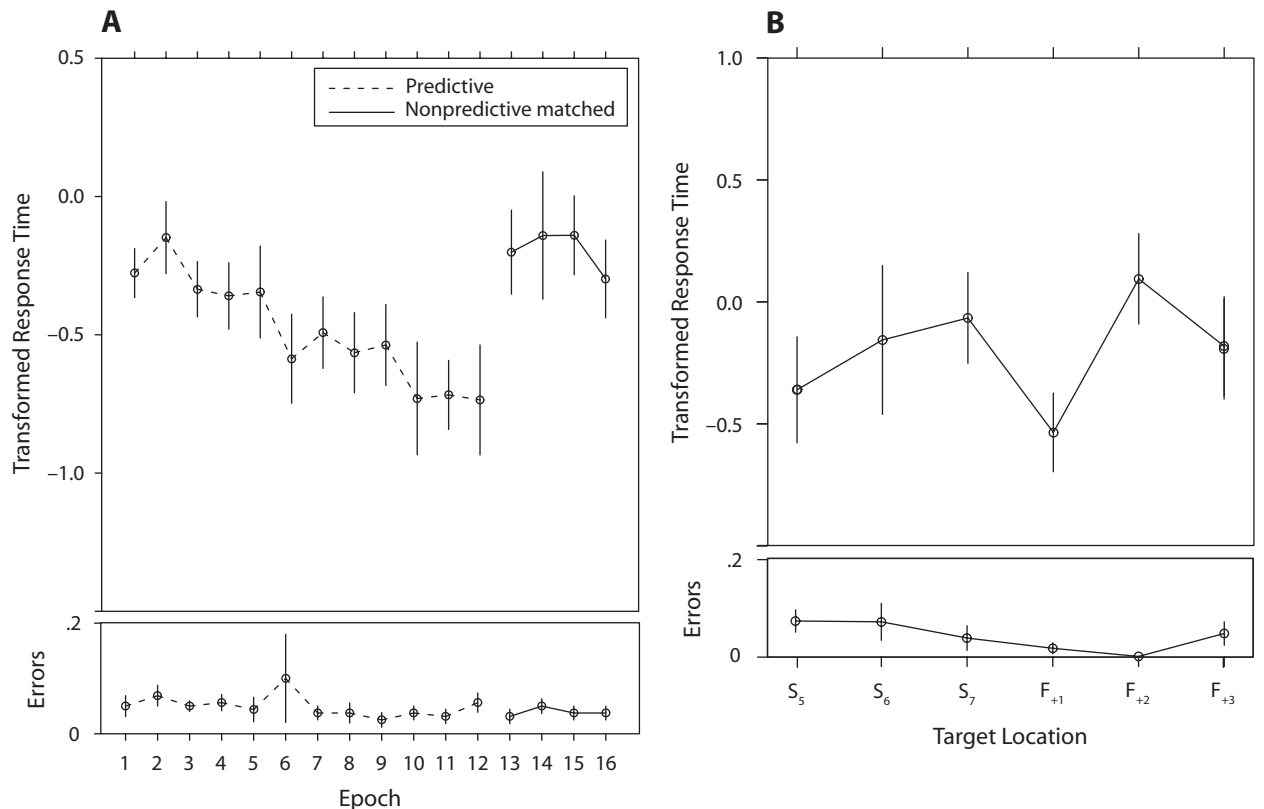 A
0.5
0.0
−0.5
−1.0
Transformed Response Time
Predictive
Nonpredictive matched
.2
0
Errors
1 2 3 4 5 6 7 8 9 10 11 12 13 14 15 16
Epoch
B
1.0
0.5
0.0
−0.5
Transformed Response Time
.2
0
Errors
S5 S6 S7 F+1 F+2 F+3
Target Location